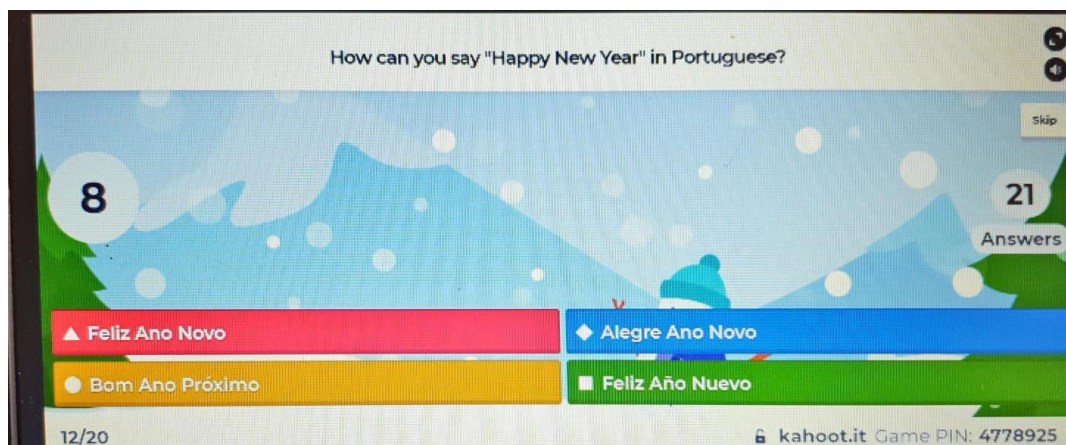 How can you say "Happy New Year" in Portuguese?
Skip
8
21
Answers
Feliz Ano Novo
Alegre Ano Novo
Bom Ano Próximo
Feliz Año Nuevo
12/20
kahoot.it Game PIN: 4778925